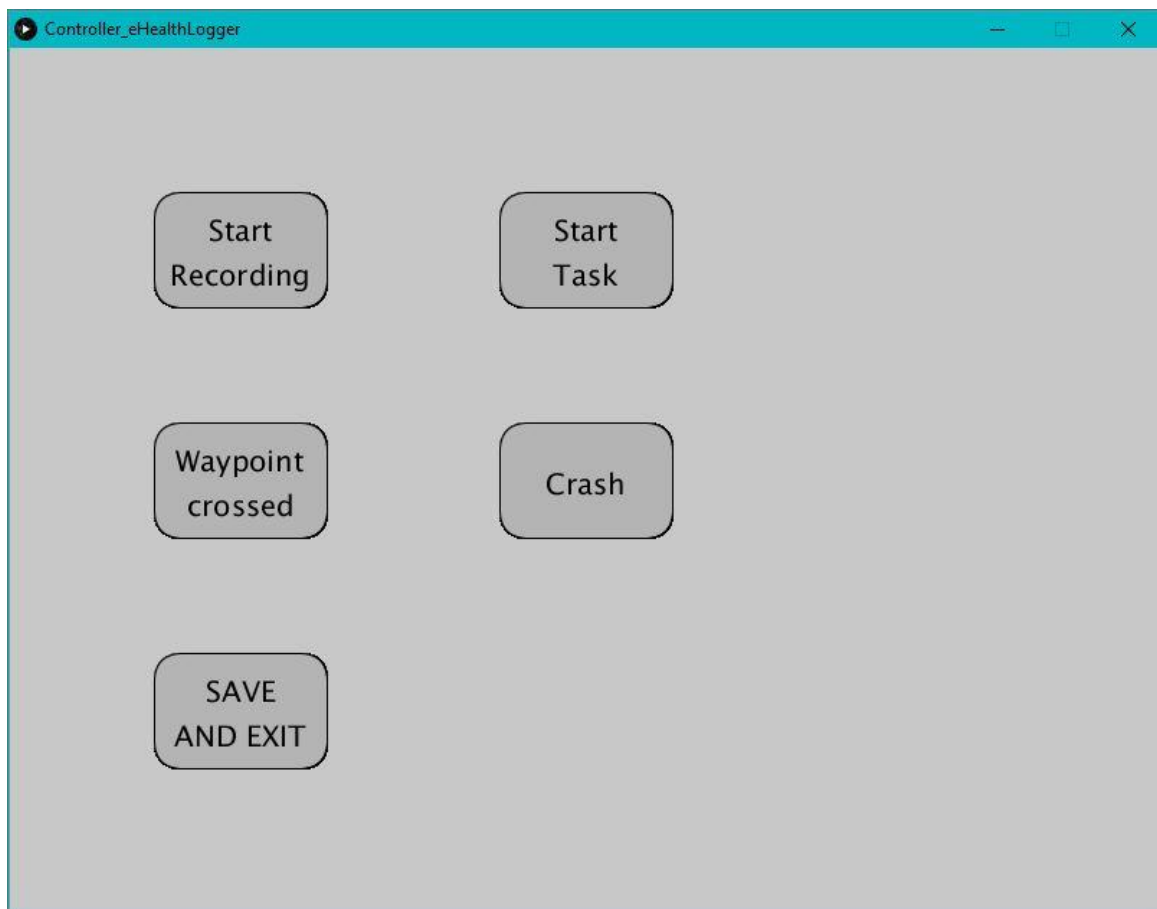 Controller_eHealthLogger
Start
Recording
Start
Task
Waypoint
crossed
Crash
SAVE
AND EXIT